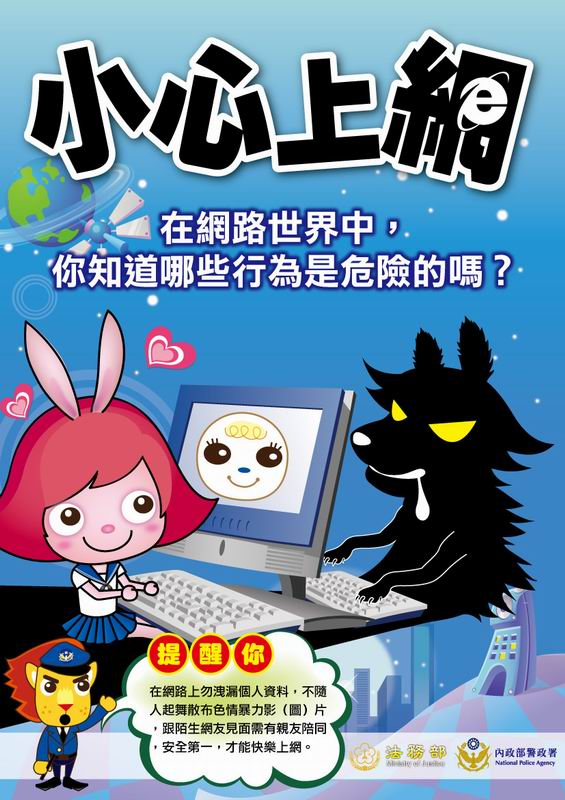 小心上網
在網路世界中，
你知道哪些行為是危險的嗎？
提醒你
在網路上勿洩漏個人資料，不隨
人起舞散布色情暴力影（圖）片
，跟陌生網友見面需有親友陪同
，安全第一，才能快樂上網。
法務部
Ministry of Justice
內政部警政署
National Police Agency